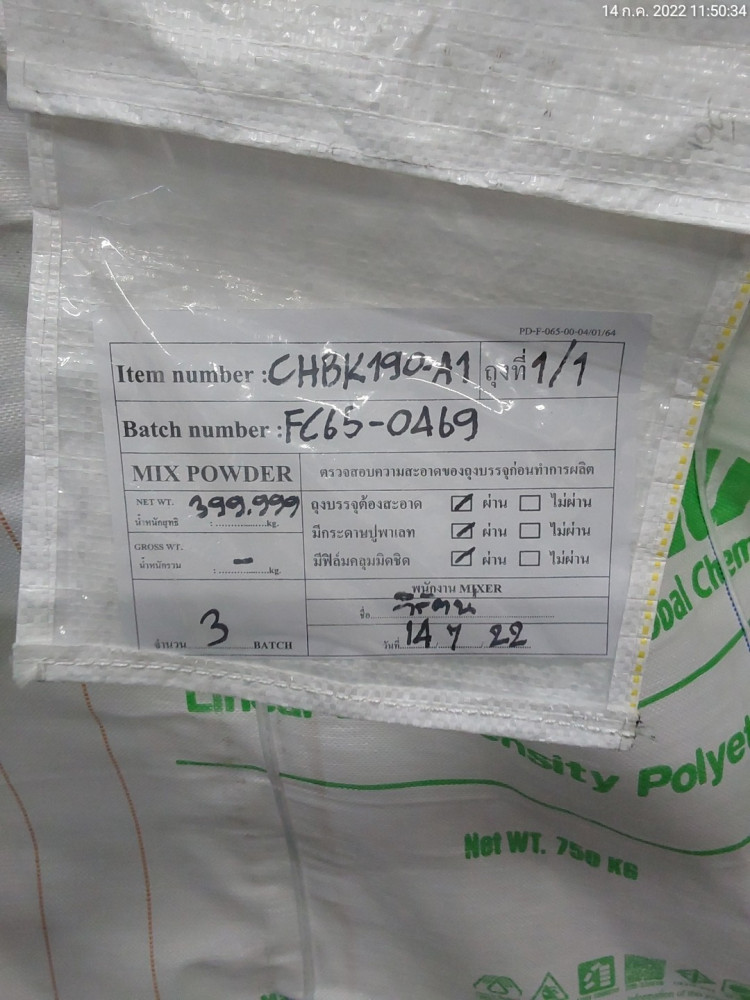 14 ก.ค. 2022 11:50:34
PD-F-065-00-04/01/64
Item number : CHBK190-A1 ถุงที่ 1/1
Batch number : FC65-0469
MIX POWDER
ตรวจสอบความสะอาดของถุงบรรจุก่อนทำการผลิต
NET WT. 399.999
น้ำหนักสุทธิ :..................kg.
ถุงบรรจุต้องสะอาด ☑ ผ่าน ☐ ไม่ผ่าน
มีกระดาษปูพาเลท ☑ ผ่าน ☐ ไม่ผ่าน
มีฟิล์มคลุมมิดชิด ☑ ผ่าน ☐ ไม่ผ่าน
GROSS WT. -
น้ำหนักรวม :..................kg.
พนักงาน MIXER
ชื่อ
จำนวน 3 BATCH
วันที่ 14 / 7 / 22
Polyet
Net WT. 750 KG